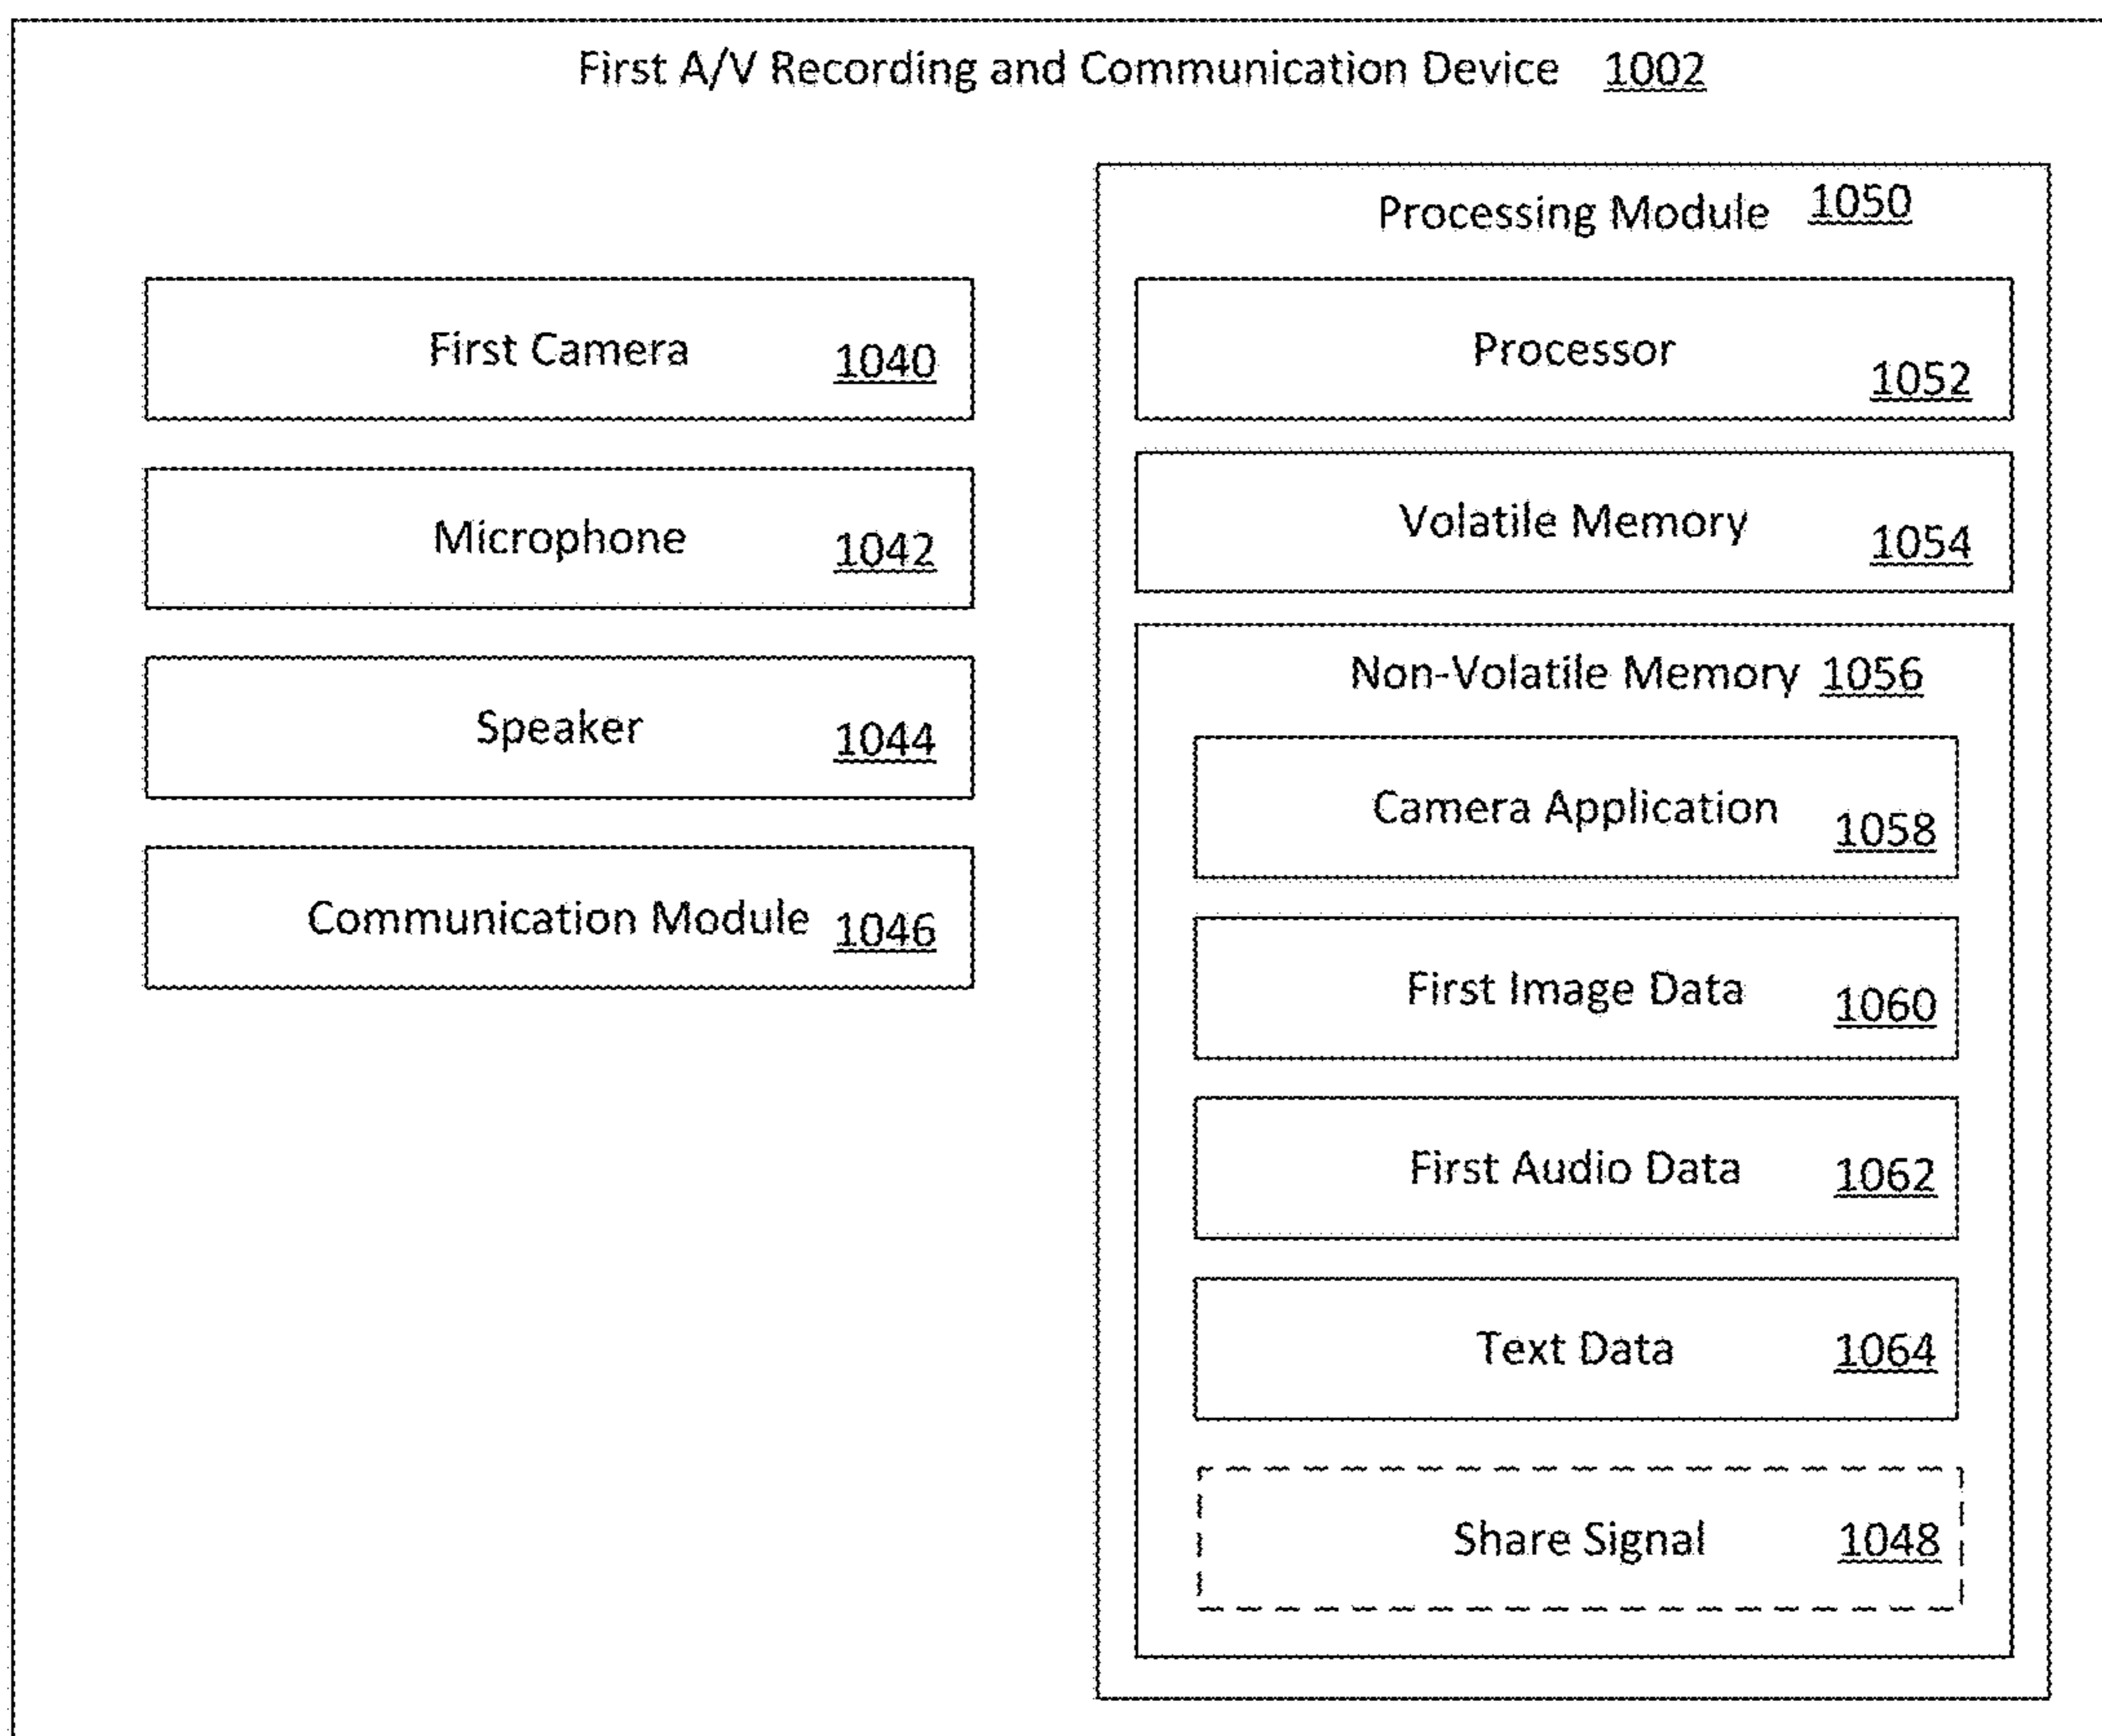 First A/V Recording and Communication Device 1002
First Camera 1040
Microphone 1042
Speaker 1044
Communication Module 1046
Processing Module 1050
Processor 1052
Volatile Memory 1054
Non-Volatile Memory 1056
Camera Application 1058
First Image Data 1060
First Audio Data 1062
Text Data 1064
Share Signal 1048